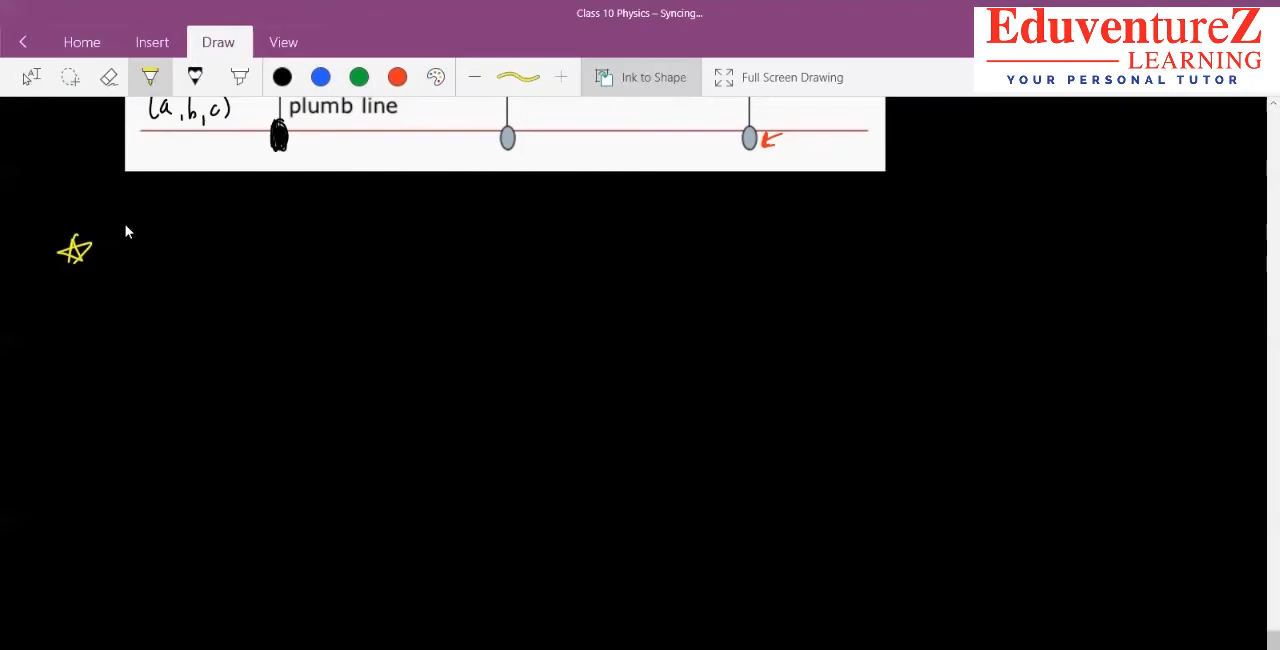 Class 10 Physics – Syncing...
EduventureZ
LEARNING
YOUR PERSONAL TUTOR
Home Insert Draw View
Ink to Shape Full Screen Drawing
(a,b,c) plumb line